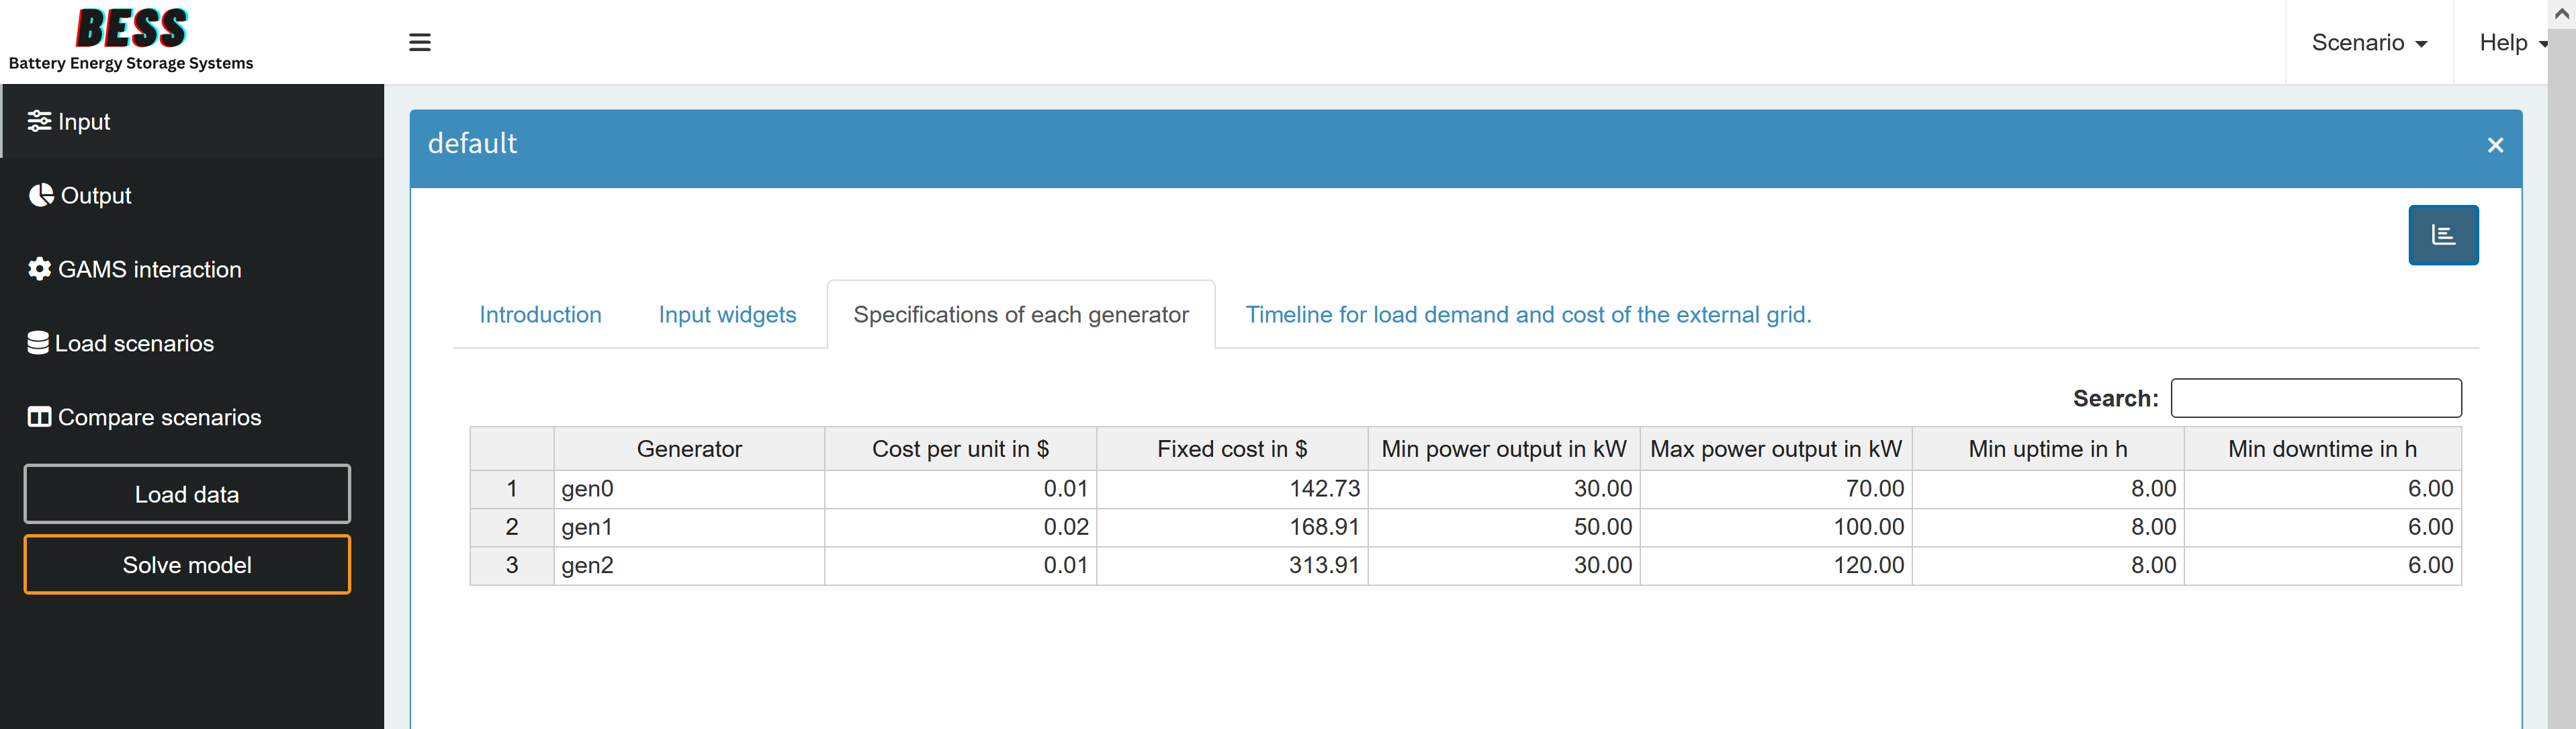 BESS
Battery Energy Storage Systems
Scenario
Help
Input
Output
GAMS interaction
Load scenarios
Compare scenarios
Load data
Solve model
default
Introduction Input widgets Specifications of each generator Timeline for load demand and cost of the external grid.
Search:
Generator Cost per unit in $ Fixed cost in $ Min power output in kW Max power output in kW Min uptime in h Min downtime in h
1 gen0 0.01 142.73 30.00 70.00 8.00 6.00
2 gen1 0.02 168.91 50.00 100.00 8.00 6.00
3 gen2 0.01 313.91 30.00 120.00 8.00 6.00